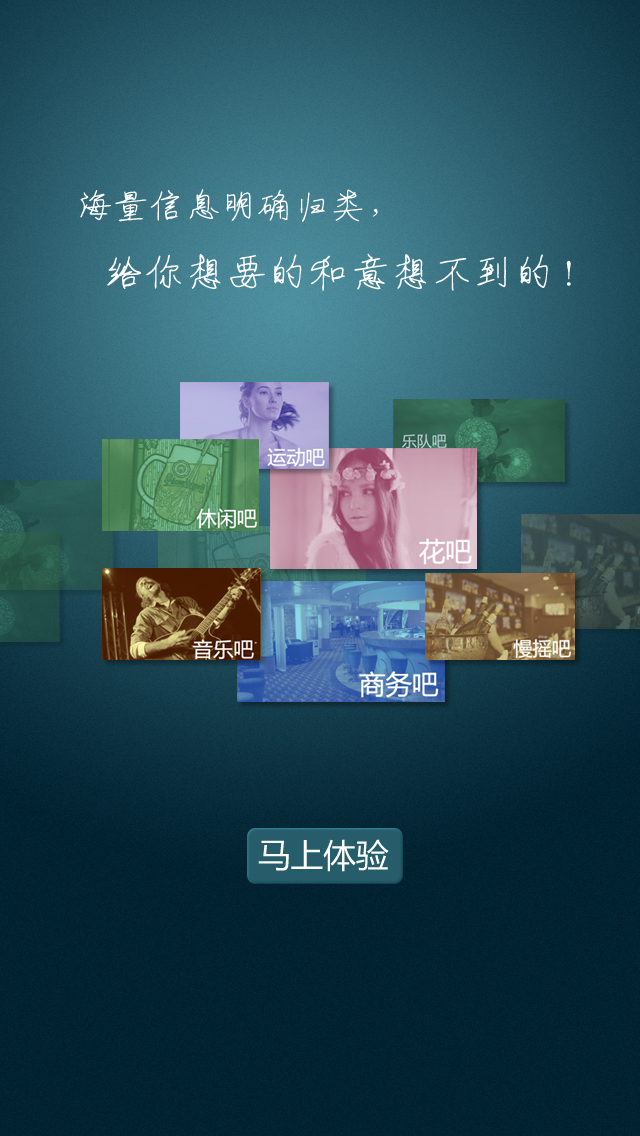 海量信息明确归类，
给你想要的和意想不到的！
乐队吧
运动吧
休闲吧
花吧
音乐吧
慢摇吧
商务吧
马上体验